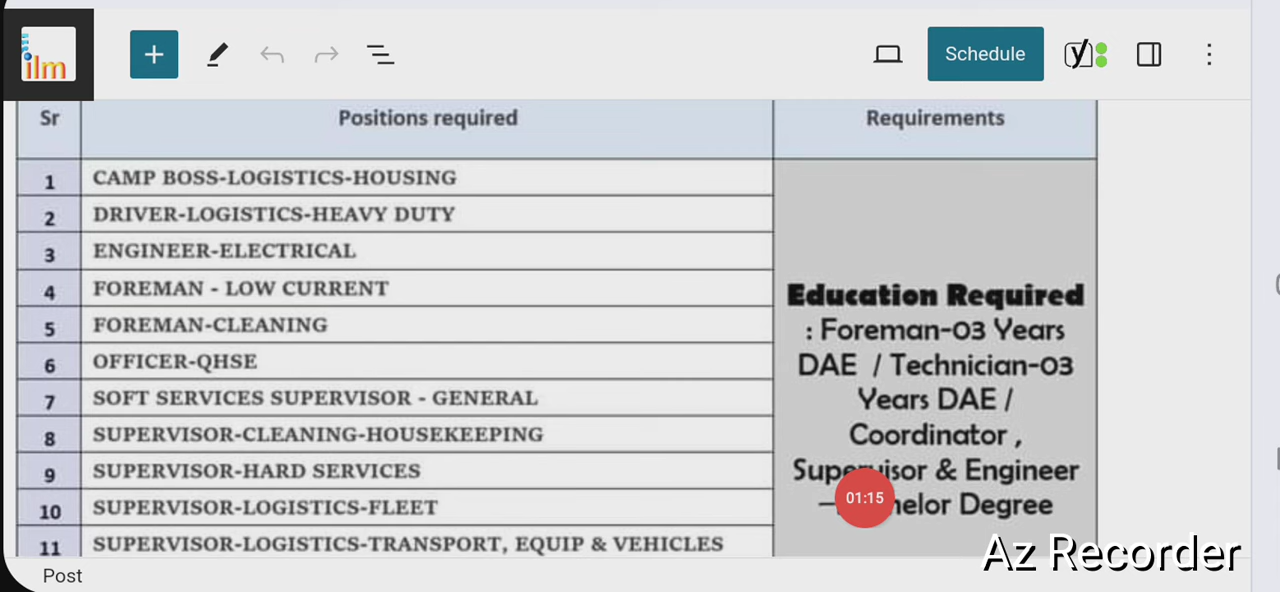 ilm
Schedule
Sr Positions required Requirements
1 CAMP BOSS-LOGISTICS-HOUSING
2 DRIVER-LOGISTICS-HEAVY DUTY
3 ENGINEER-ELECTRICAL
4 FOREMAN - LOW CURRENT
5 FOREMAN-CLEANING
6 OFFICER-QHSE
7 SOFT SERVICES SUPERVISOR - GENERAL
8 SUPERVISOR-CLEANING-HOUSEKEEPING
9 SUPERVISOR-HARD SERVICES
10 SUPERVISOR-LOGISTICS-FLEET
11 SUPERVISOR-LOGISTICS-TRANSPORT, EQUIP & VEHICLES
Education Required
: Foreman-03 Years
DAE / Technician-03
Years DAE /
Coordinator ,
Supervisor & Engineer
Degree
01:15
Az Recorder
Post